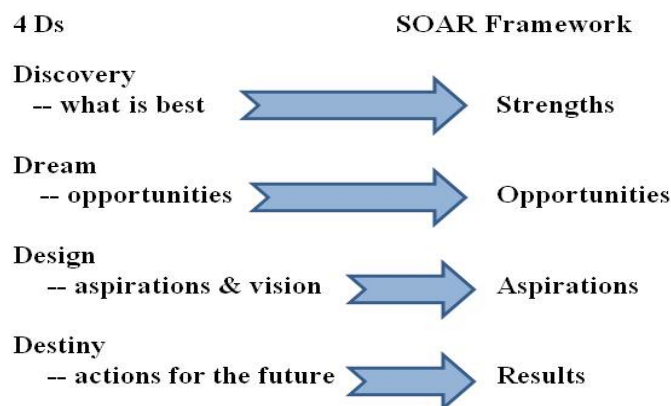 4 Ds SOAR Framework
Discovery
-- what is best Strengths
Dream
-- opportunities Opportunities
Design
-- aspirations & vision Aspirations
Destiny
-- actions for the future Results